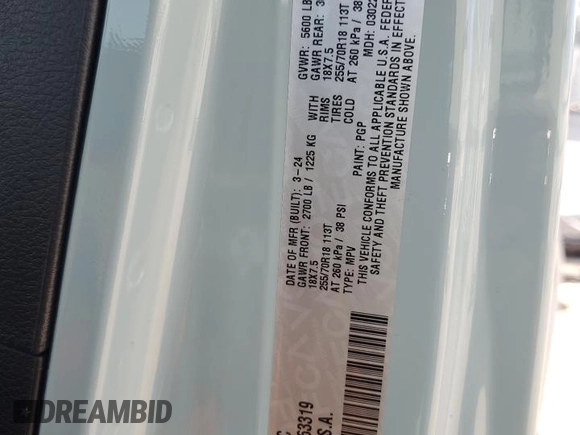 DATE OF MFR (BUILT): 3-24
GVWR: 5600 LB
GAWR FRONT: 2700 LB / 1225 KG WITH
GAWR REAR:
18X7.5 RIMS 18X7.5
255/70R18 113T TIRES 255/70R18 113T
AT 260 kPa / 38 PSI COLD AT 260 kPa / 38
TYPE: MPV PAINT: PGP MDH:
THIS VEHICLE CONFORMS TO ALL APPLICABLE U.S.A. FEDER
SAFETY AND THEFT PREVENTION STANDARDS IN EFFECT
MANUFACTURE SHOWN ABOVE.
63319
S.A.
DREAMBID